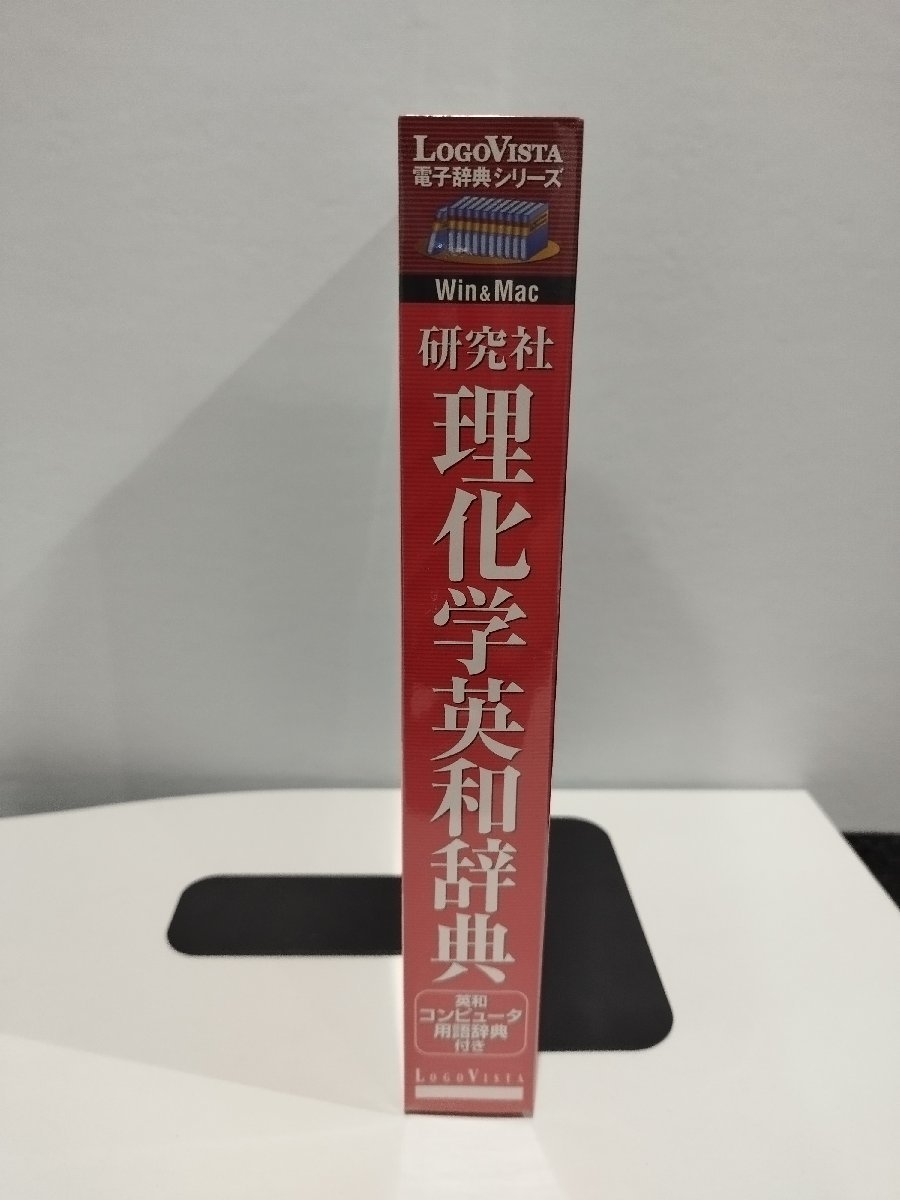 LOGOVISTA
電子辞典シリーズ
Win&Mac
研究社
理化学英和辞典
英和
コンピュータ
用語辞典
付き
LOGOVISTA